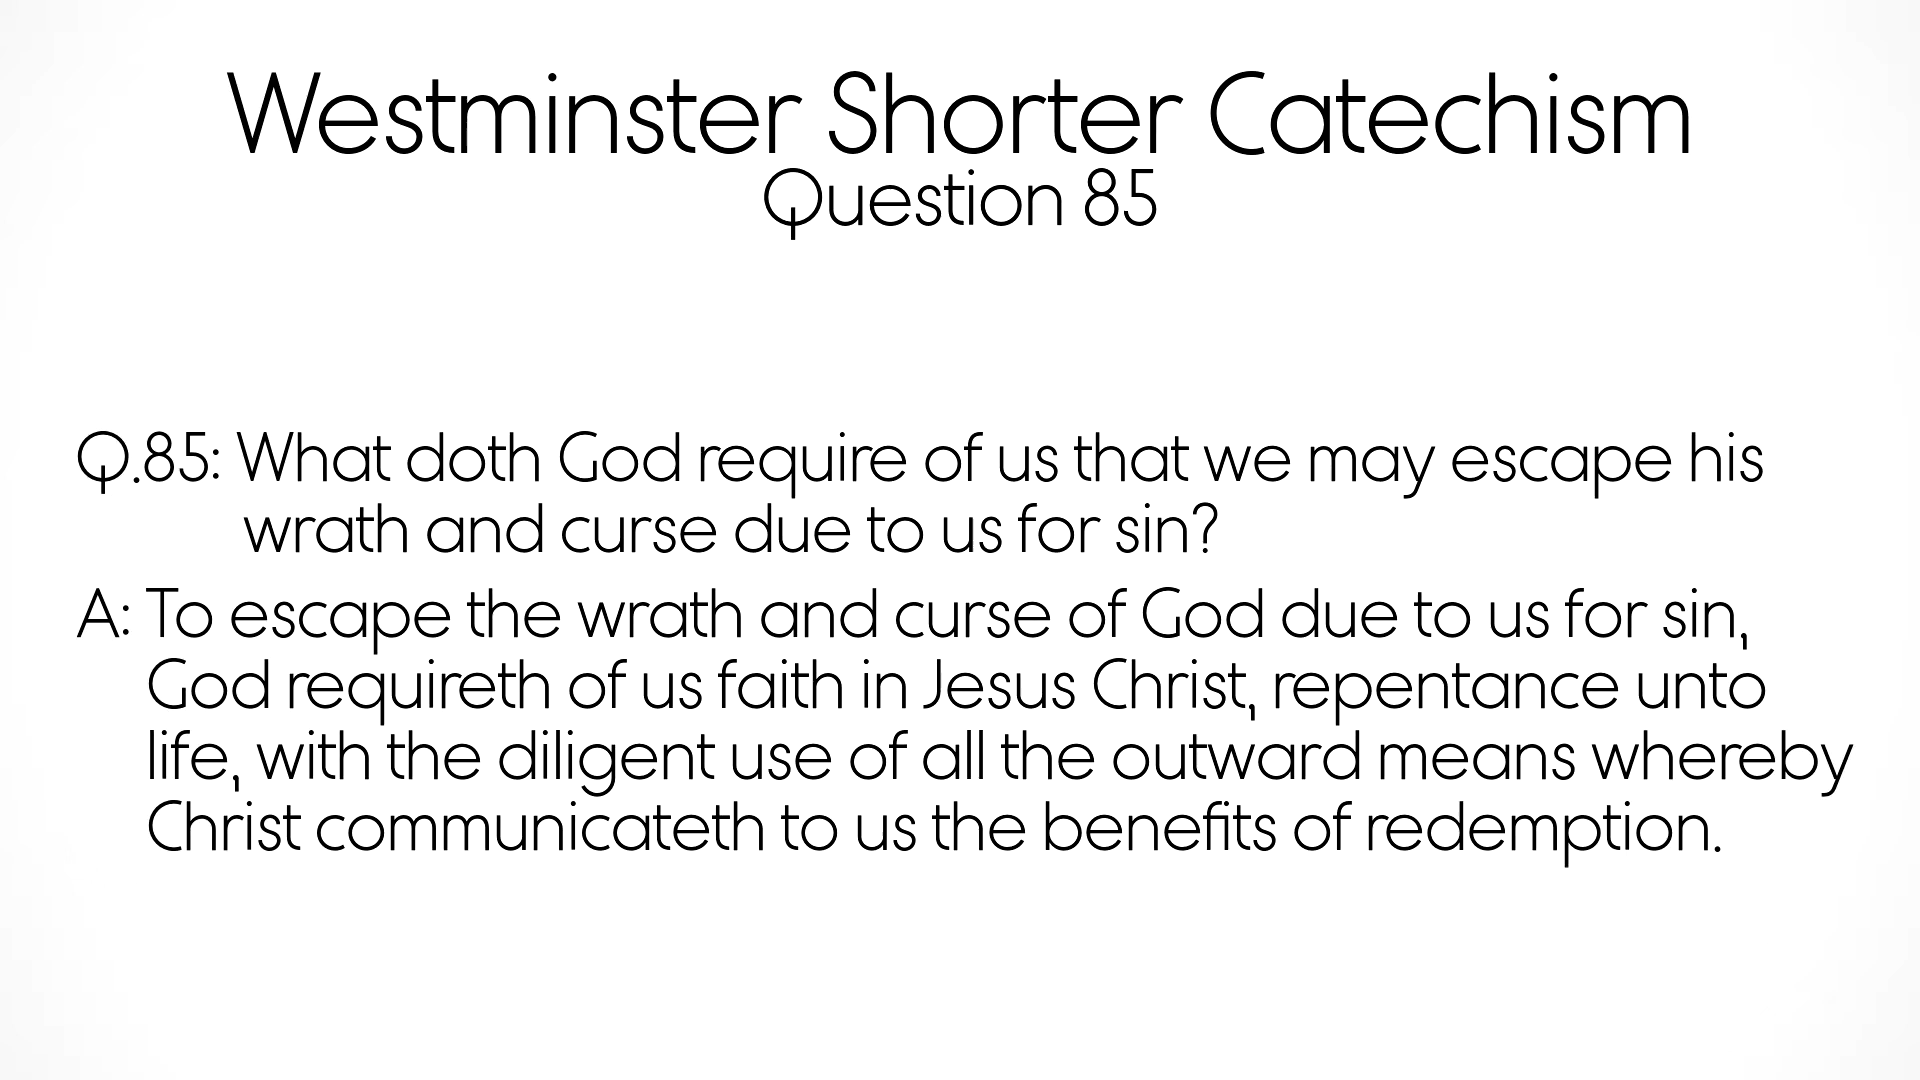 Westminster Shorter Catechism
Question 85
Q.85: What doth God require of us that we may escape his
wrath and curse due to us for sin?
A: To escape the wrath and curse of God due to us for sin,
God requireth of us faith in Jesus Christ, repentance unto
life, with the diligent use of all the outward means whereby
Christ communicateth to us the benefits of redemption.